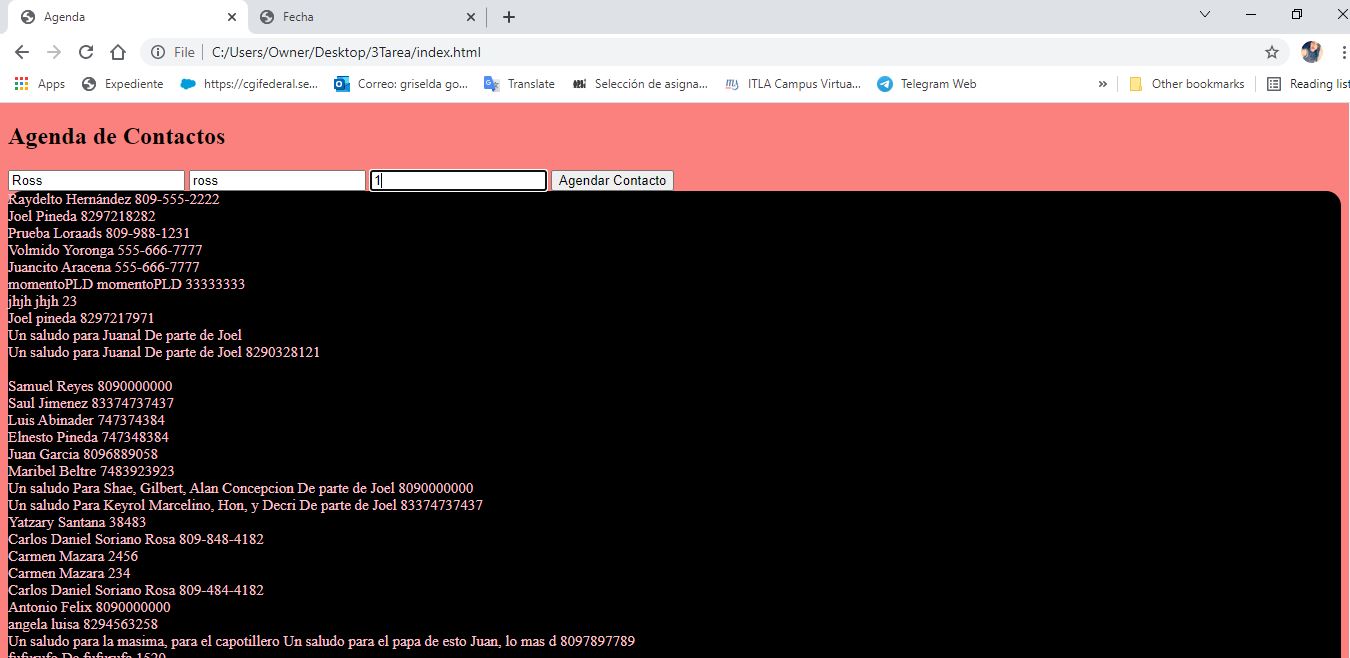 Agenda
Fecha
File C:/Users/Owner/Desktop/3Tarea/index.html
Apps Expediente https://cgifederal.se... Correo: griselda go... Translate Selección de asigna... ITLA Campus Virtua... Telegram Web » Other bookmarks Reading list
Agenda de Contactos
Ross ross 1 Agendar Contacto
Raydelto Hernández 809-555-2222
Joel Pineda 8297218282
Prueba Loraads 809-988-1231
Volmido Yoronga 555-666-7777
Juancito Aracena 555-666-7777
momentoPLD momentoPLD 33333333
jhjh jhjh 23
Joel pineda 8297217971
Un saludo para Juanal De parte de Joel
Un saludo para Juanal De parte de Joel 8290328121
Samuel Reyes 8090000000
Saul Jimenez 83374737437
Luis Abinader 747374384
Elnesto Pineda 747348384
Juan Garcia 8096889058
Maribel Beltre 7483923923
Un saludo Para Shae, Gilbert, Alan Concepcion De parte de Joel 8090000000
Un saludo Para Keyrol Marcelino, Hon, y Decri De parte de Joel 83374737437
Yatzary Santana 38483
Carlos Daniel Soriano Rosa 809-848-4182
Carmen Mazara 2456
Carmen Mazara 234
Carlos Daniel Soriano Rosa 809-484-4182
Antonio Felix 8090000000
angela luisa 8294563258
Un saludo para la masima, para el capotillero Un saludo para el papa de esto Juan, lo mas d 8097897789